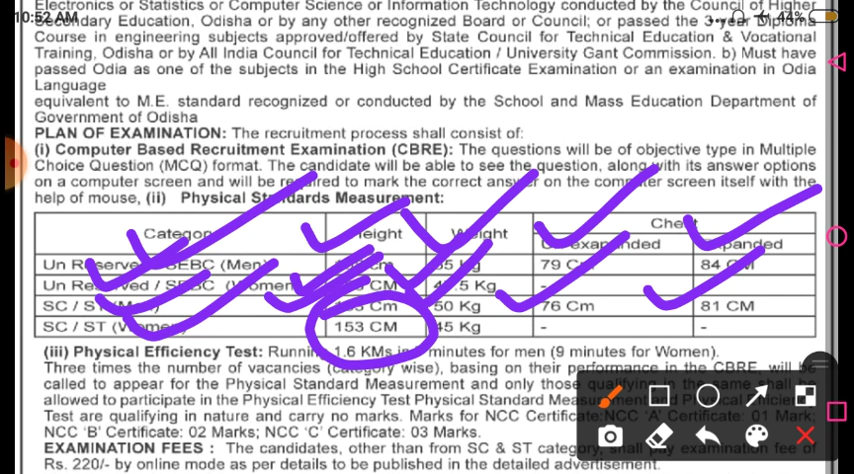 Electronics or Statistics or Computer Science or Information Technology conducted by the Council of Higher
10:52 AM
44%
Secondary Education, Odisha or by any other recognized Board or Council; or passed the 3-year Diploma
Course in engineering subjects approved/offered by State Council for Technical Education & Vocational
Training, Odisha or by All India Council for Technical Education / University Gant Commission. b) Must have
passed Odia as one of the subjects in the High School Certificate Examination or an examination in Odia
Language
equivalent to M.E. standard recognized or conducted by the School and Mass Education Department of
Government of Odisha
PLAN OF EXAMINATION: The recruitment process shall consist of:
(i) Computer Based Recruitment Examination (CBRE): The questions will be of objective type in Multiple
Choice Question (MCQ) format. The candidate will be able to see the question, along with its answer options
on a computer screen and will be required to mark the correct answer on the computer screen itself with the
help of mouse, (ii) Physical Standards Measurement:
Category Height Weight Chest
Unexapanded Expanded
Un Reserved / SEBC (Men) Cm Kg 79 Cm 84 CM
Un Reserved / SEBC (Women) CM Kg. -
SC / ST (Men) Cm 50 Kg 76 Cm 81 CM
SC / ST (Women) 153 CM 45 Kg - -
(iii) Physical Efficiency Test: Running 1.6 KMs in minutes for men (9 minutes for Women).
Three times the number of vacancies (category wise), basing on their performance in the CBRE, will be
called to appear for the Physical Standard Measurement and only those qualifying in the same shall be
allowed to participate in the Physical Efficiency Test Physical Standard Measurement and Physical Efficiency
Test are qualifying in nature and carry no marks. Marks for NCC Certificate:NCC 'A' Certificate: 01 Mark;
NCC 'B' Certificate: 02 Marks; NCC 'C' Certificate: 03 Marks.
EXAMINATION FEES : The candidates, other than from SC & ST category, shall pay examination fee of
Rs. 220/- by online mode as per details to be published in the detailed advertisement.